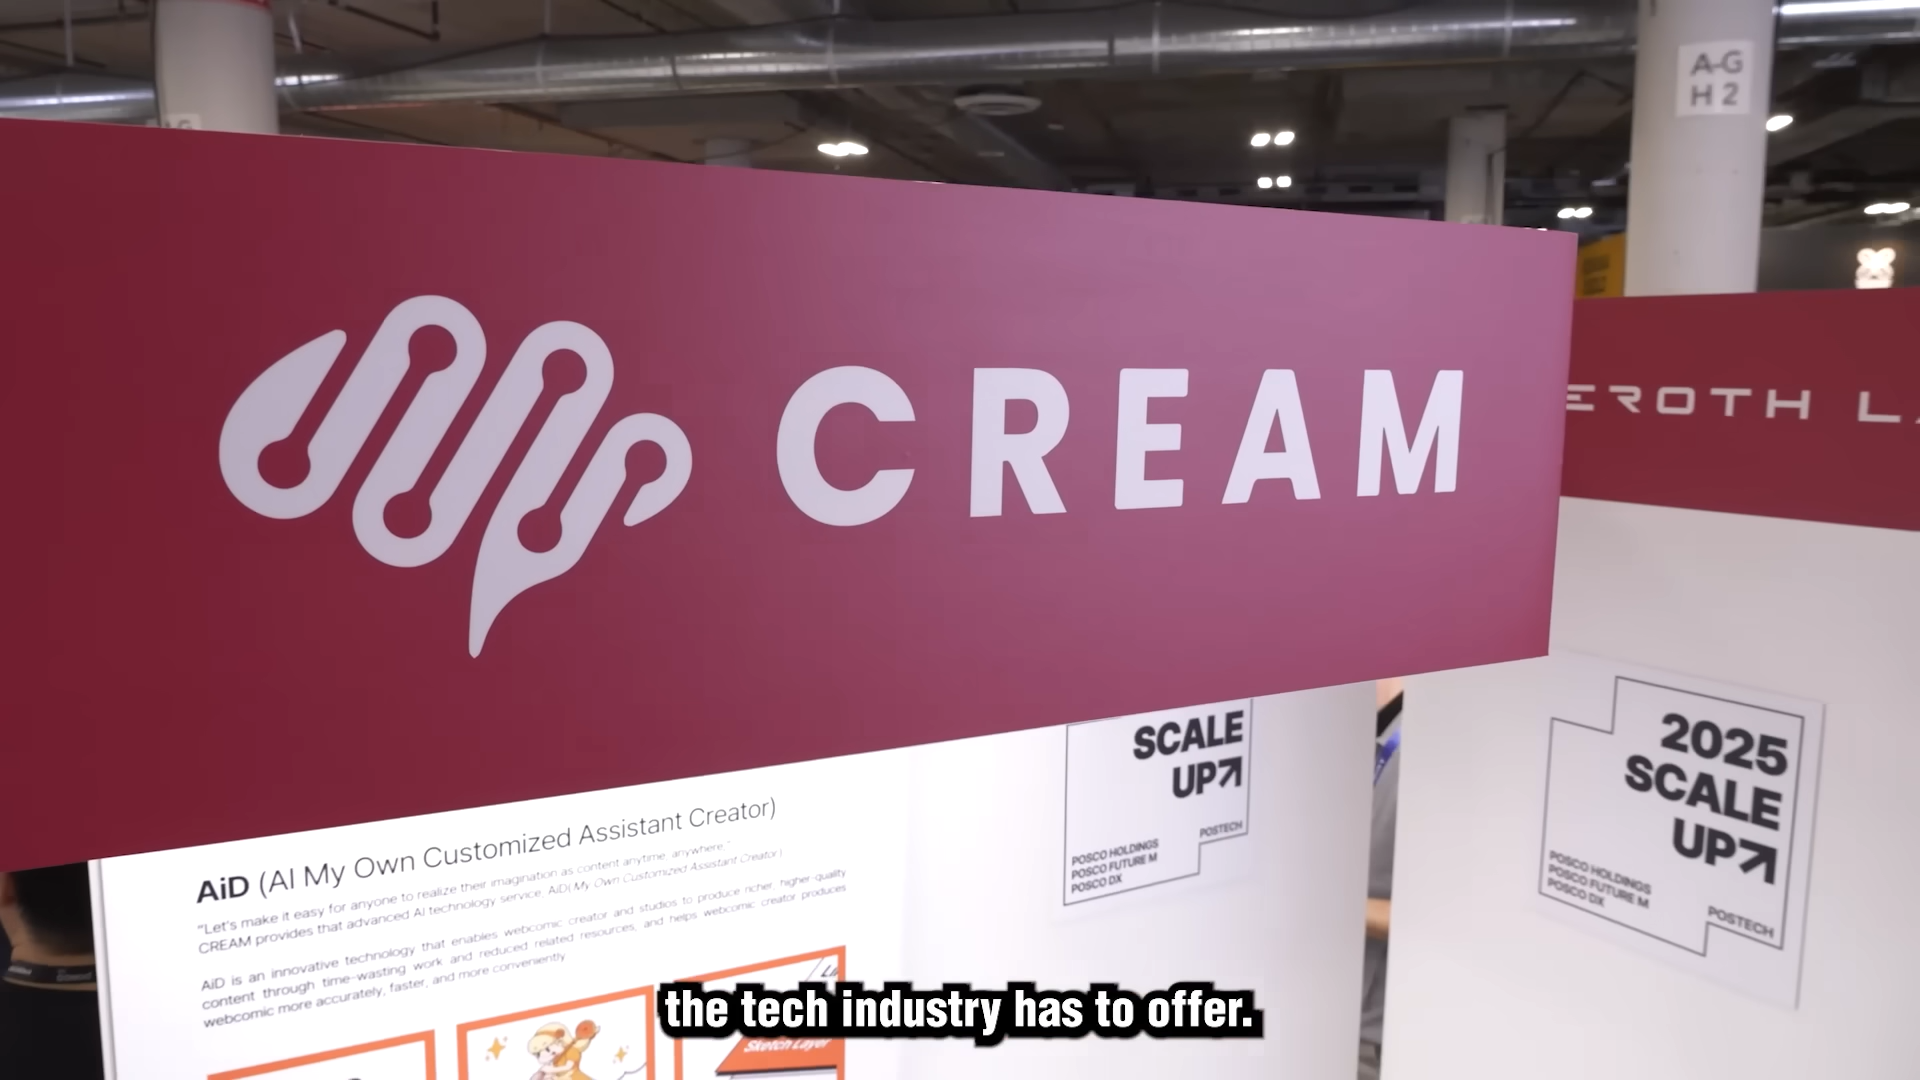 A-G
H 2
CREAM
EROTH
SCALE
UP
POSTECH
POSCO HOLDINGS
POSCO FUTURE M
POSCO DX
2025
SCALE
UP
POSCO HOLDINGS
POSCO FUTURE M
POSCO DX
POSTECH
AiD (AI My Own Customized Assistant Creator)
"Let's make it easy for anyone to realize their imagination as content anytime, anywhere."
CREAM provides that advanced AI technology service, AiD( My Own Customized Assistant Creator)
AiD is an innovative technology that enables webcomic creator and studios to produce richer, higher-quality
content through time-wasting work and reduced related resources, and helps webcomic creator produces
webcomic more accurately, faster, and more conveniently
Sketch Layer
the tech industry has to offer.